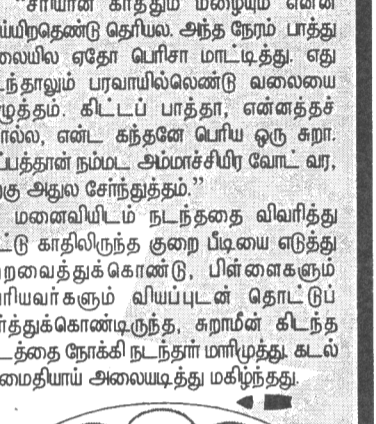 "சரியான காத்தும் மழையும் என்ன
ய்யிறதெண்டு தெரியல. அந்த நேரம் பாத்து
லையில ஏதோ பெரிசா மாட்டித்து. எது
டந்தாலும் பரவாயில்லெண்டு வலைய
ழுத்தம். கிட்டப் பாத்தா, என்னத்தச்
ால்ல, என்ட கந்தனே பெரிய ஒரு சுறா.
ப்பத்தான் நம்மட அம்மாச்சியிர வோட் வர,
கு அதுல சேர்ந்துத்தம்."
மனைவியிடம் நடந்ததை விவரித்து
ட்டு காதிலிருந்த குறை பீடியை எடுத்து
றவைத்துக்கொண்டு, பிள்ளைகளும்
ரியவர்களும் வியப்புடன் தொட்டுப்
ர்த்துக்கொண்டிருந்த, சுறாமீன் கிடந்த
டத்தை நோக்கி நடந்தார் மாரிமுத்து. கடல்
மைதியாய் அலையடித்து மகிழ்ந்தது.